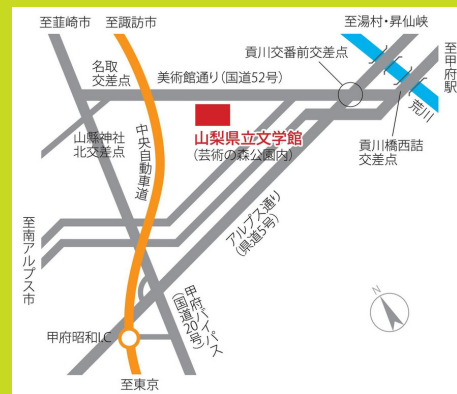 至韮崎市
至諏訪市
至湯村・昇仙峡
至甲府駅
名取
交差点
美術館通り(国道52号)
貢川交番前交差点
荒川
山梨県立文学館
(芸術の森公園内)
貢川橋西詰
交差点
山縣神社
北交差点
中央自動車道
アルプス通り
(県道5号)
至南アルプス市
甲府バイパス
(国道20号)
甲府昭和I.C
至東京
N